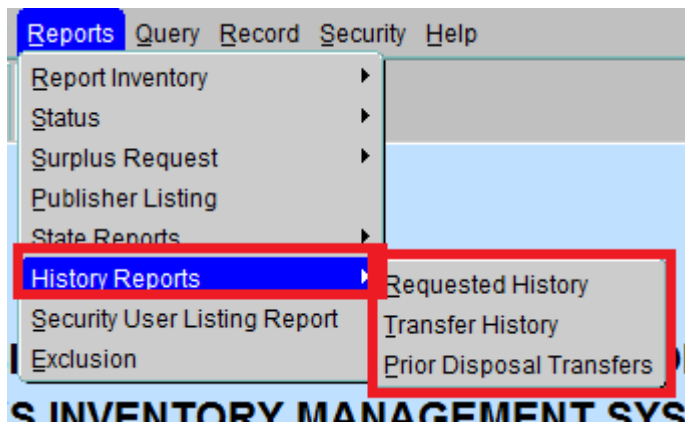 Reports Query Record Security Help
Report Inventory
Status
Surplus Request
Publisher Listing
State Reports
History Reports
Requested History
Transfer History
Prior Disposal Transfers
Security User Listing Report
Exclusion
S INVENTORY MANAGEMENT SYS